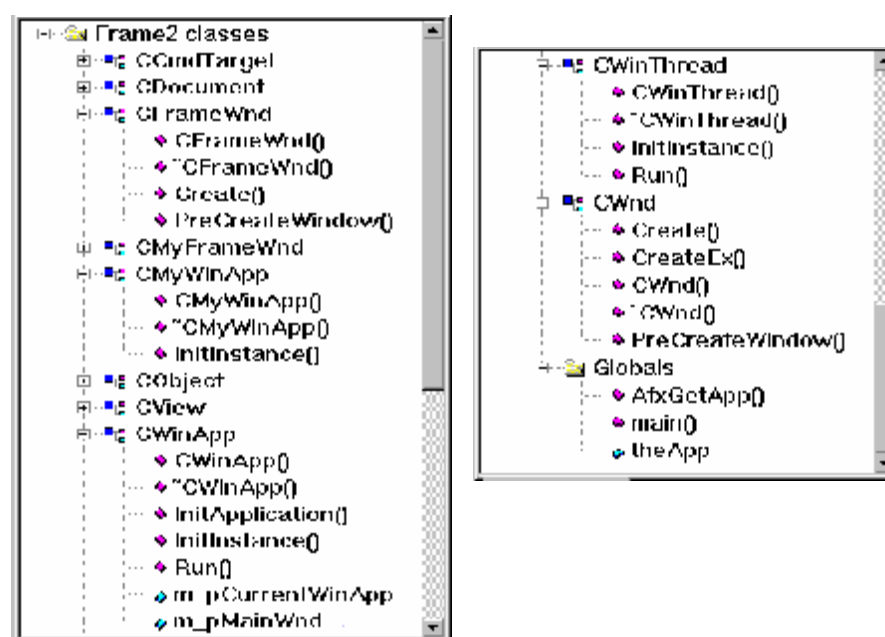 Frame2 classes
CCmdTarget
CDocument
CFrameWnd
CFrameWnd()
~CFrameWnd()
Create()
PreCreateWindow()
CMyFrameWnd
CMyWinApp
CMyWinApp()
~CMyWinApp()
InitInstance()
CObject
CView
CWinApp
CWinApp()
~CWinApp()
InitApplication()
InitInstance()
Run()
m_pCurrentWinApp
m_pMainWnd
CWinThread
CWinThread()
~CWinThread()
InitInstance()
Run()
CWnd
Create()
CreateEx()
CWnd()
~CWnd()
PreCreateWindow()
Globals
AfxGetApp()
main()
theApp